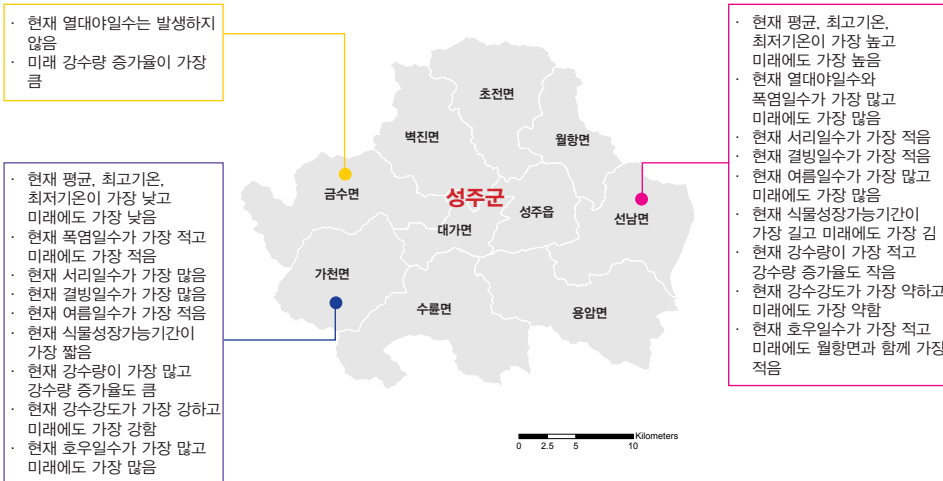 · 현재 열대야일수는 발생하지
않음
· 미래 강수량 증가율이 가장
큼
· 현재 평균, 최고기온,
최저기온이 가장 낮고
미래에도 가장 낮음
· 현재 폭염일수가 가장 적고
미래에도 가장 적음
· 현재 서리일수가 가장 많음
· 현재 결빙일수가 가장 많음
· 현재 여름일수가 가장 적음
· 현재 식물성장가능기간이
가장 짧음
· 현재 강수량이 가장 많고
강수량 증가율도 큼
· 현재 강수강도가 가장 강하고
미래에도 가장 강함
· 현재 호우일수가 가장 많고
미래에도 가장 많음
초전면
벽진면
월항면
금수면
성주군
성주읍
선남면
대가면
가천면
수륜면
용암면
Kilometers
0 2.5 5 10
· 현재 평균, 최고기온,
최저기온이 가장 높고
미래에도 가장 높음
· 현재 열대야일수와
폭염일수가 가장 많고
미래에도 가장 많음
· 현재 서리일수가 가장 적음
· 현재 결빙일수가 가장 적음
· 현재 여름일수가 가장 많고
미래에도 가장 많음
· 현재 식물성장가능기간이
가장 길고 미래에도 가장 김
· 현재 강수량이 가장 적고
강수량 증가율도 작음
· 현재 강수강도가 가장 약하고
미래에도 가장 약함
· 현재 호우일수가 가장 적고
미래에도 월항면과 함께 가장
적음